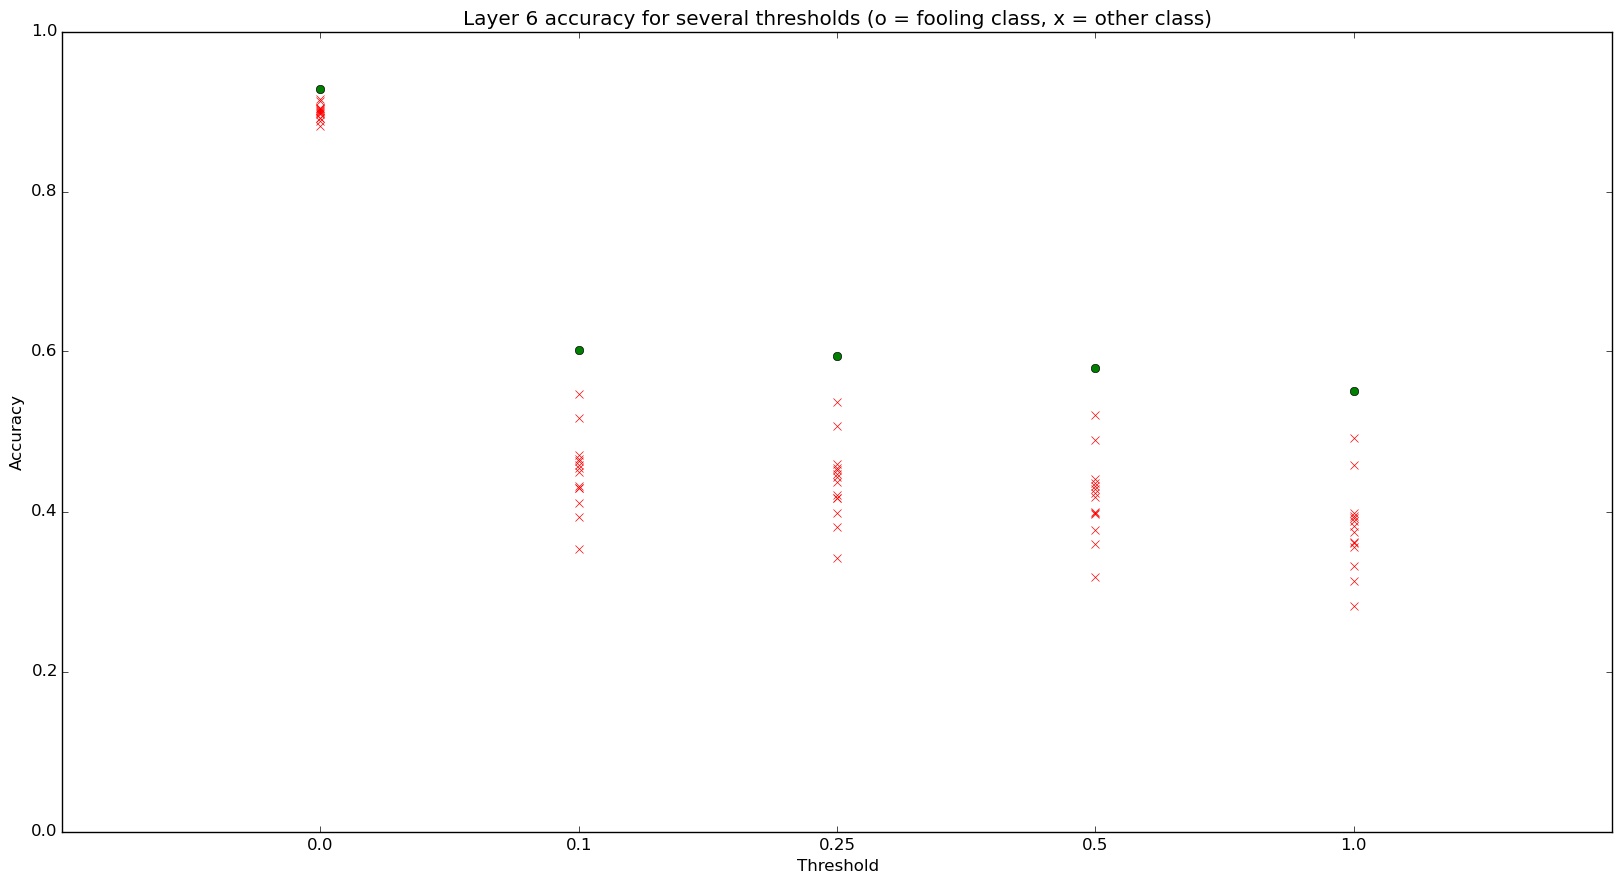 Layer 6 accuracy for several thresholds (o = fooling class, x = other class)
1.0
0.8
0.6
0.4
0.2
0.0
Accuracy
0.0 0.1 0.25 0.5 1.0
Threshold